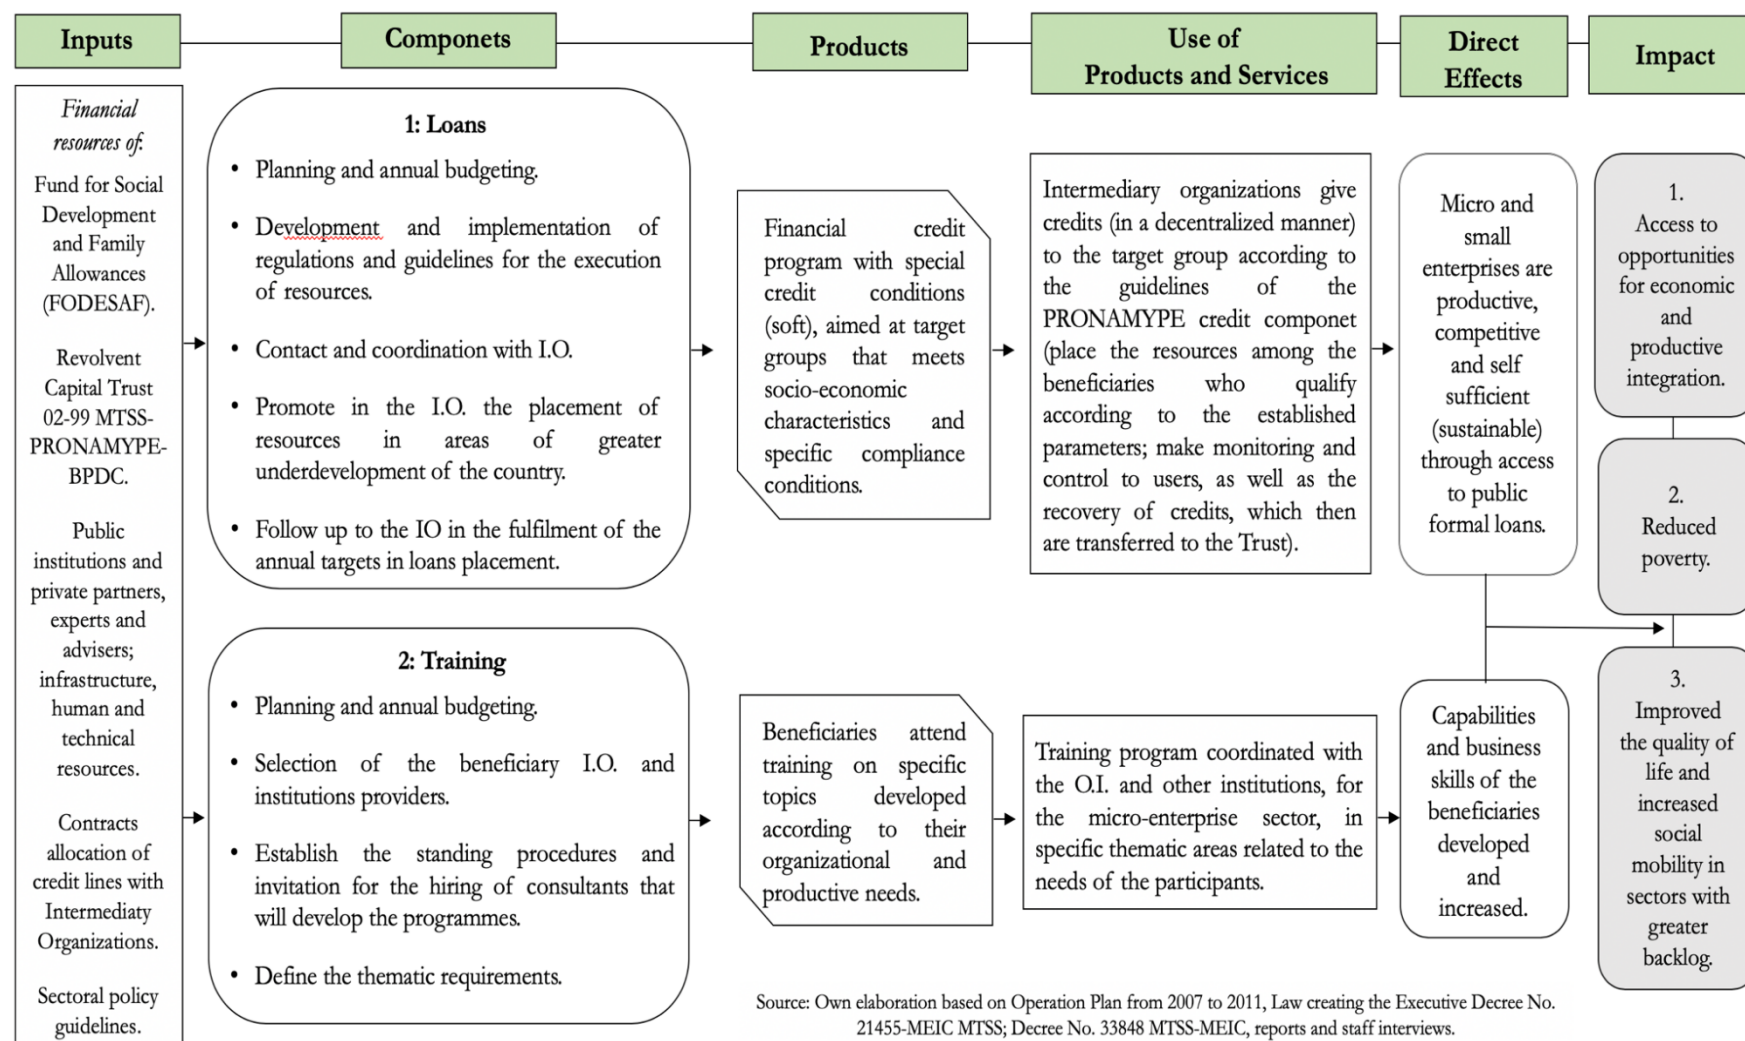 Inputs
Componets
Products
Use of
Products and Services
Direct
Effects
Impact
Financial
resources of:
Fund for Social
Development
and Family
Allowances
(FODESAF).
Revolvent
Capital Trust
02-99 MTSS-
PRONAMYPE-
BPDC.
Public
institutions and
private partners,
experts and
advisers;
infrastructure,
human and
technical
resources.
Contracts
allocation of
credit lines with
Intermediaty
Organizations.
Sectoral policy
guidelines.
1: Loans
• Planning and annual budgeting.
• Development and implementation of
regulations and guidelines for the execution
of resources.
• Contact and coordination with I.O.
• Promote in the I.O. the placement of
resources in areas of greater
underdevelopment of the country.
• Follow up to the IO in the fulfilment of the
annual targets in loans placement.
Financial credit
program with special
credit conditions
(soft), aimed at target
groups that meets
socio-economic
characteristics and
specific compliance
conditions.
Intermediary organizations give
credits (in a decentralized manner)
to the target group according to
the guidelines of the
PRONAMYPE credit componet
(place the resources among the
beneficiaries who qualify
according to the established
parameters; make monitoring and
control to users, as well as the
recovery of credits, which then
are transferred to the Trust).
Micro and
small
enterprises are
productive,
competitive
and self
sufficient
(sustainable)
through access
to public
formal loans.
1.
Access to
opportunities
for economic
and
productive
integration.
2.
Reduced
poverty.
3.
Improved
the quality of
life and
increased
social
mobility in
sectors with
greater
backlog.
2: Training
• Planning and annual budgeting.
• Selection of the beneficiary I.O. and
institutions providers.
• Establish the standing procedures and
invitation for the hiring of consultants that
will develop the programmes.
• Define the thematic requirements.
Beneficiaries attend
training on specific
topics developed
according to their
organizational and
productive needs.
Training program coordinated with
the O.I. and other institutions, for
the micro-enterprise sector, in
specific thematic areas related to the
needs of the participants.
Capabilities
and business
skills of the
beneficiaries
developed
and
increased.
Source: Own elaboration based on Operation Plan from 2007 to 2011, Law creating the Executive Decree No.
21455-MEIC MTSS; Decree No. 33848 MTSS-MEIC, reports and staff interviews.